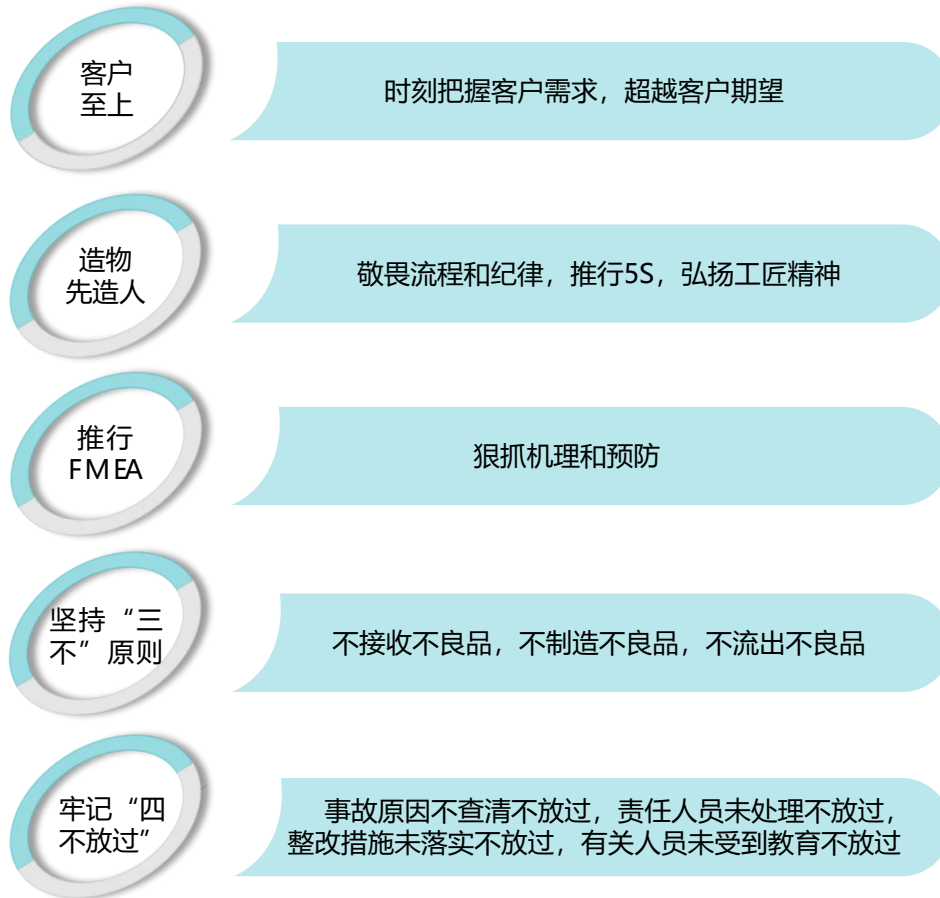 客户
至上
时刻把握客户需求，超越客户期望
造物
先造人
敬畏流程和纪律，推行5S，弘扬工匠精神
推行
FMEA
狠抓机理和预防
坚持“三
不”原则
不接收不良品，不制造不良品，不流出不良品
牢记“四
不放过”
事故原因不查清不放过，责任人员未处理不放过，
整改措施未落实不放过，有关人员未受到教育不放过